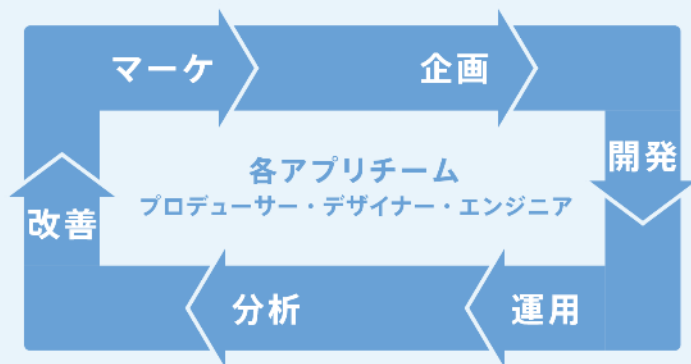 マーケ
企画
開発
各アプリチーム
プロデューサー・デザイナー・エンジニア
改善
分析
運用